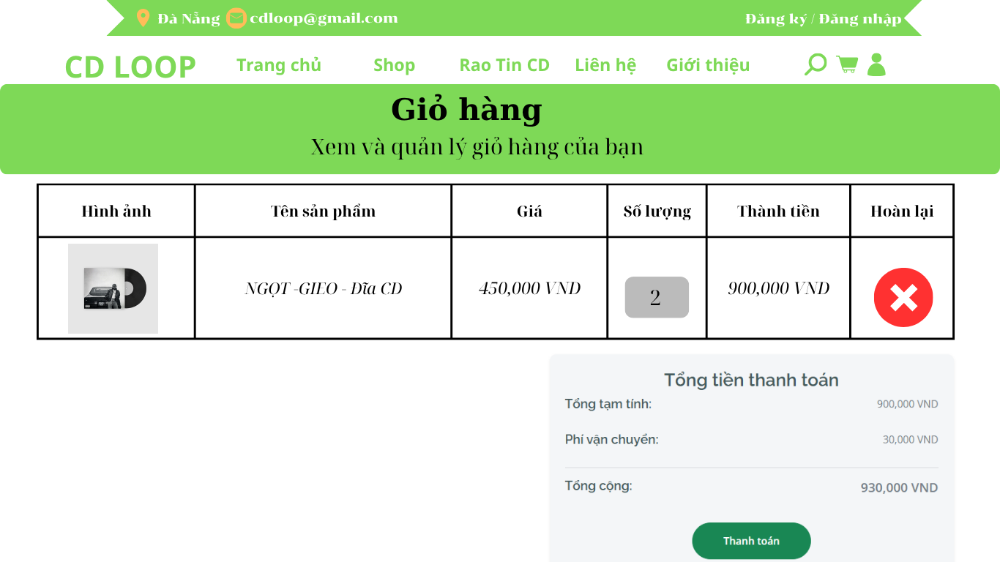 Đà Nẵng cdloop@gmail.com Đăng ký / Đăng nhập
CD LOOP Trang chủ Shop Rao Tin CD Liên hệ Giới thiệu
Giỏ hàng
Xem và quản lý giỏ hàng của bạn
Hình ảnh Tên sản phẩm Giá Số lượng Thành tiền Hoàn lại
NGỌT -GIEO - Đĩa CD 450,000 VND 2 900,000 VND
Tổng tiền thanh toán
Tổng tạm tính: 900,000 VND
Phí vận chuyển: 30,000 VND
Tổng cộng: 930,000 VND
Thanh toán